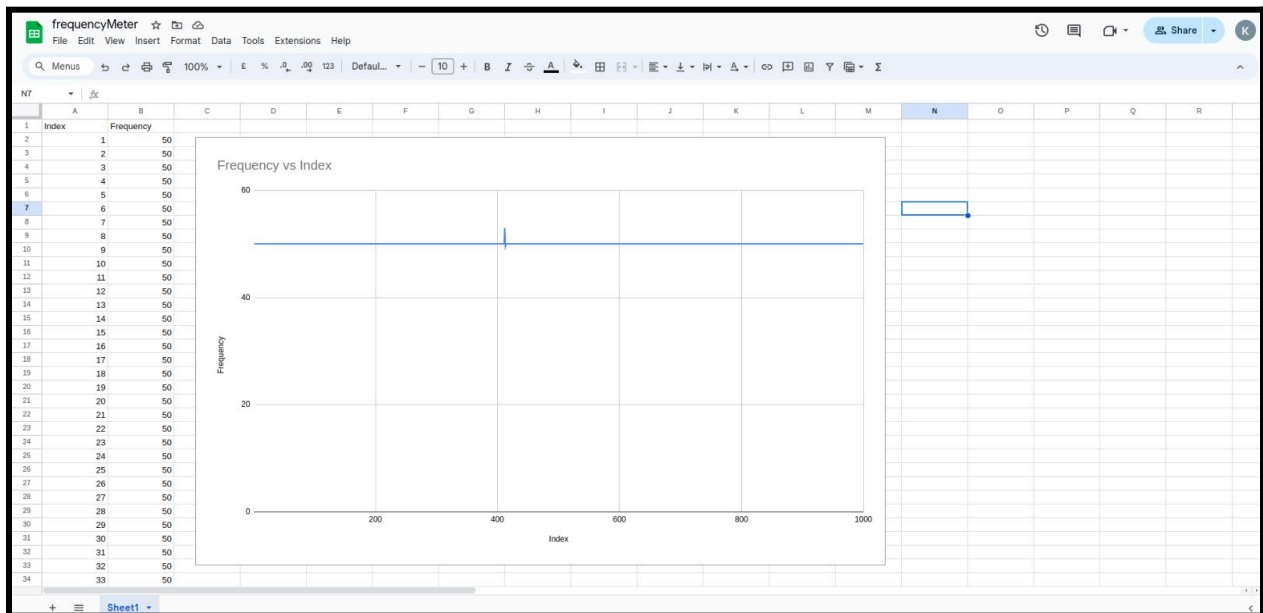 frequencyMeter
File Edit View Insert Format Data Tools Extensions Help
Share
K
Menus 100% £ % .0 .00 123 Defaul... − 10 + B I A Σ
N7 fx
A B C D E F G H I J K L M N O P Q R
1 Index Frequency
2 1 50
3 2 50
4 3 50
5 4 50
6 5 50
7 6 50
8 7 50
9 8 50
10 9 50
11 10 50
12 11 50
13 12 50
14 13 50
15 14 50
16 15 50
17 16 50
18 17 50
19 18 50
20 19 50
21 20 50
22 21 50
23 22 50
24 23 50
25 24 50
26 25 50
27 26 50
28 27 50
29 28 50
30 29 50
31 30 50
32 31 50
33 32 50
34 33 50
Frequency vs Index
60
40
20
0
Frequency
200 400 600 800 1000
Index
+ Sheet1